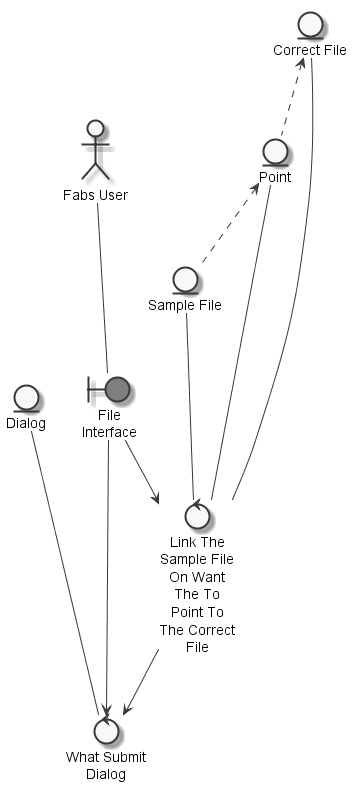 Correct File
Point
Fabs User
Sample File
Dialog
File
Interface
Link The
Sample File
On Want
The To
Point To
The Correct
File
What Submit
Dialog